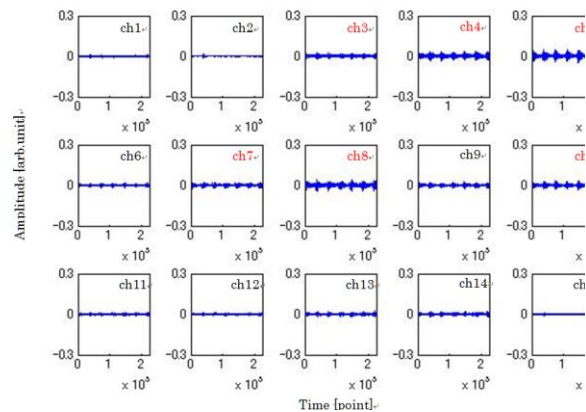 0.3 ch1 0.3 ch2 0.3 ch3 0.3 ch4 0.3
0 0 0 0 0
-0.3 -0.3 -0.3 -0.3 -0.3
0 1 2 0 1 2 0 1 2 0 1 2 0 1
x 10⁵ x 10⁵ x 10⁵ x 10⁵ x
0.3 ch6 0.3 ch7 0.3 ch8 0.3 ch9 0.3
0 0 0 0 0
-0.3 -0.3 -0.3 -0.3 -0.3
0 1 2 0 1 2 0 1 2 0 1 2 0 1
x 10⁵ x 10⁵ x 10⁵ x 10⁵ x
0.3 ch11 0.3 ch12 0.3 ch13 0.3 ch14 0.3 ch
0 0 0 0 0
-0.3 -0.3 -0.3 -0.3 -0.3
0 1 2 0 1 2 0 1 2 0 1 2 0 1
x 10⁵ x 10⁵ x 10⁵ x 10⁵ x
Amplitude [arb.unit]
Time [point]